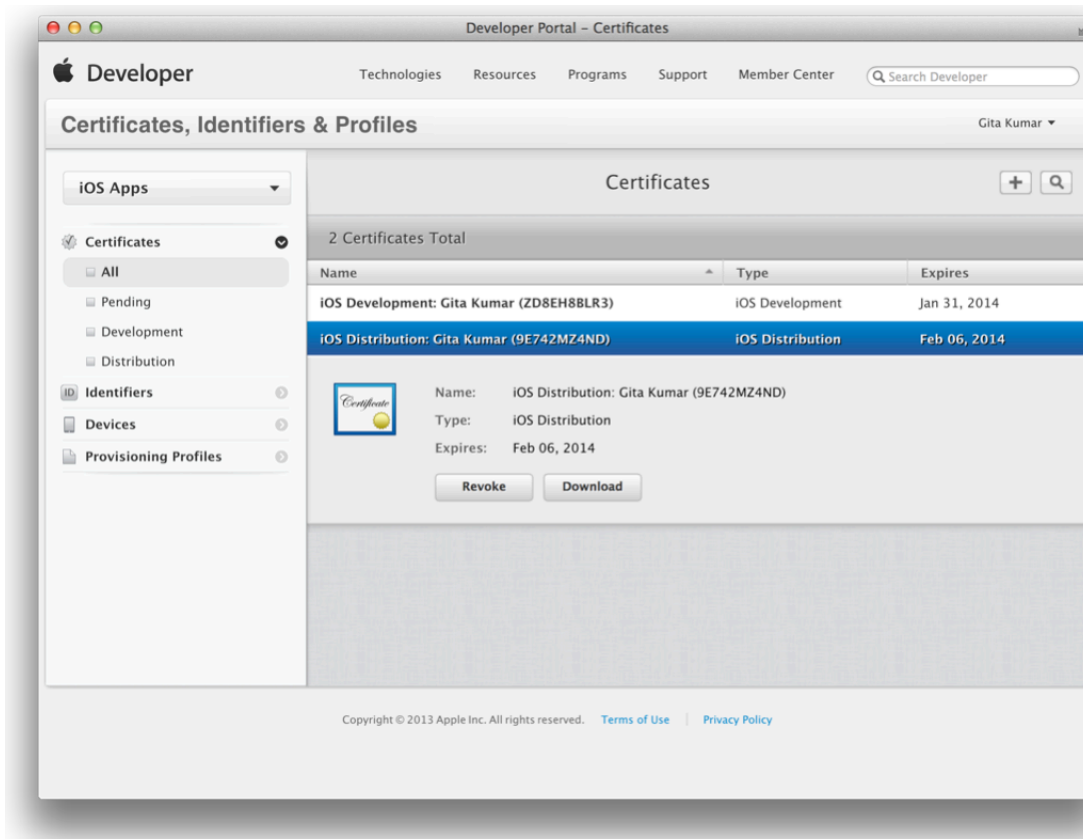 Developer Portal – Certificates
Developer
Technologies Resources Programs Support Member Center Search Developer
Certificates, Identifiers & Profiles
Gita Kumar
iOS Apps
Certificates
2 Certificates Total
Certificates
All
Pending
Development
Distribution
Identifiers
Devices
Provisioning Profiles
Name Type Expires
iOS Development: Gita Kumar (ZD8EH8BLR3) iOS Development Jan 31, 2014
iOS Distribution: Gita Kumar (9E742MZ4ND) iOS Distribution Feb 06, 2014
Certificate
Name: iOS Distribution: Gita Kumar (9E742MZ4ND)
Type: iOS Distribution
Expires: Feb 06, 2014
Revoke Download
Copyright © 2013 Apple Inc. All rights reserved. Terms of Use | Privacy Policy